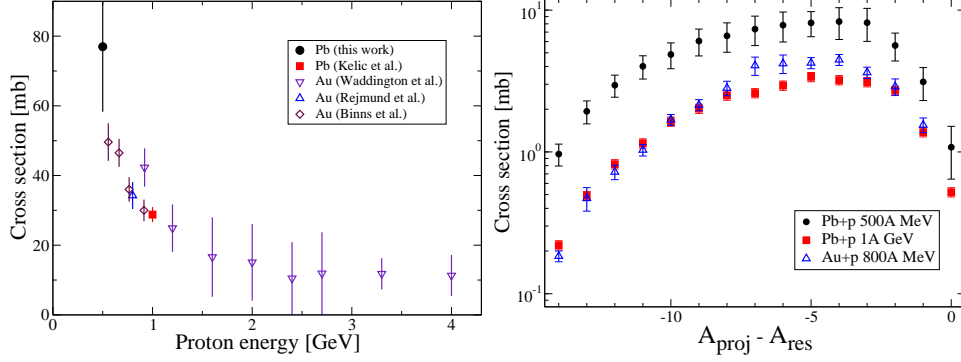 Cross section [mb]
80
60
40
20
0
0
1
2
3
4
Proton energy [GeV]
Pb (this work)
Pb (Kelic et al.)
Au (Waddington et al.)
Au (Rejmund et al.)
Au (Binns et al.)
Cross section [mb]
10¹
10⁰
10⁻¹
-10
-5
0
A_proj - A_res
Pb+p 500A MeV
Pb+p 1A GeV
Au+p 800A MeV